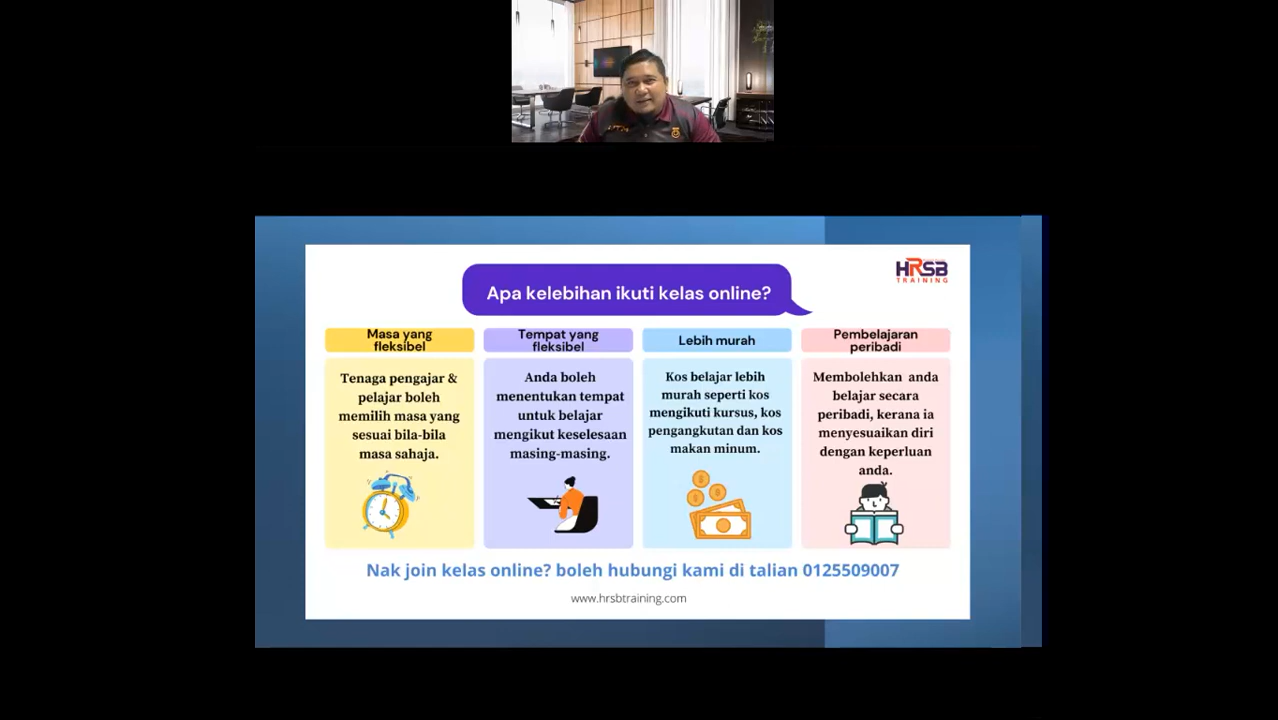 HRSB
TRAINING
Apa kelebihan ikuti kelas online?
Masa yang
fleksibel
Tenaga pengajar &
pelajar boleh
memilih masa yang
sesuai bila-bila
masa sahaja.
Tempat yang
fleksibel
Anda boleh
menentukan tempat
untuk belajar
mengikut keselesaan
masing-masing.
Lebih murah
Kos belajar lebih
murah seperti kos
mengikuti kursus, kos
pengangkutan dan kos
makan minum.
Pembelajaran
peribadi
Membolehkan anda
belajar secara
peribadi, kerana ia
menyesuaikan diri
dengan keperluan
anda.
Nak join kelas online? boleh hubungi kami di talian 0125509007
www.hrsbtraining.com